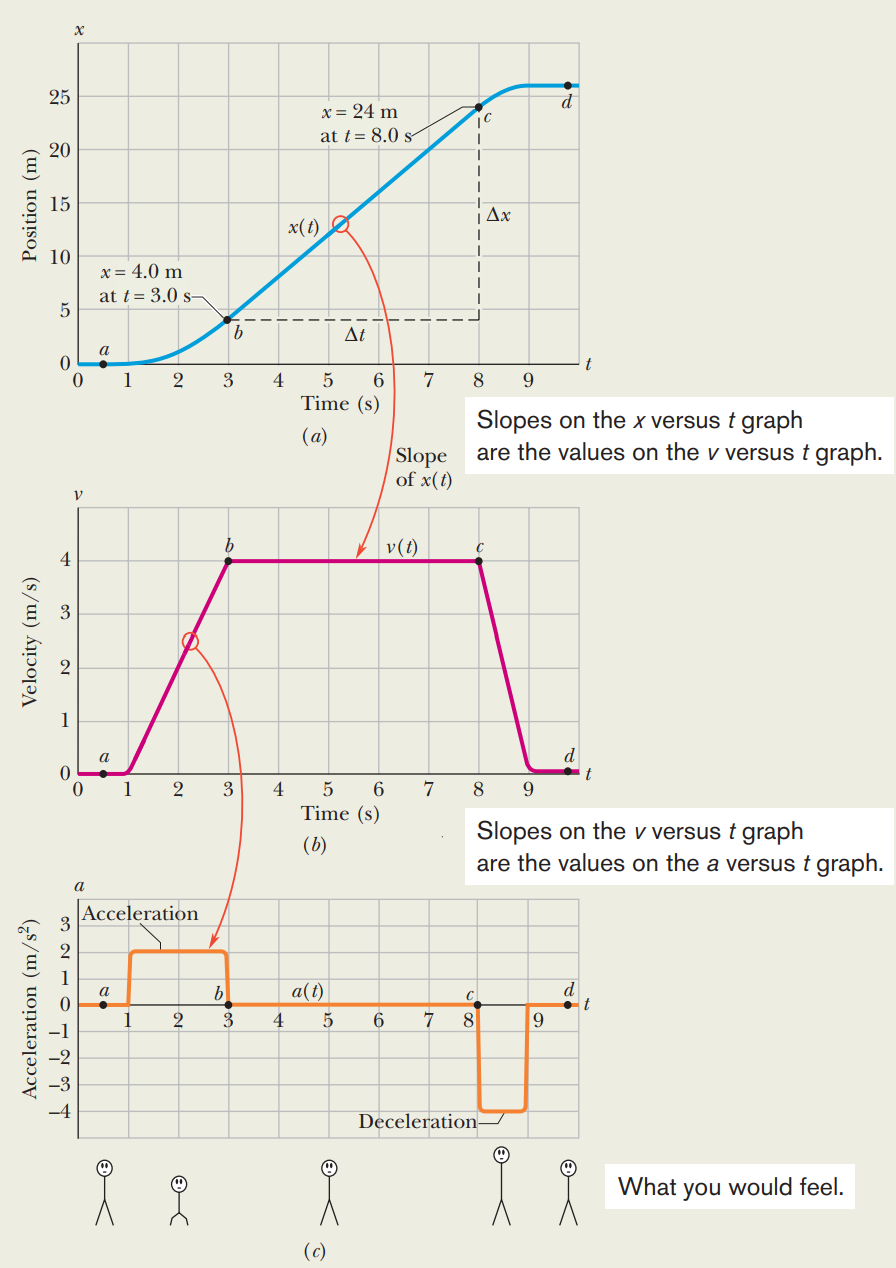 x
25
20
15
10
5
0
Position (m)
x = 24 m
at t = 8.0 s
c
d
Δx
x(t)
x = 4.0 m
at t = 3.0 s
b
Δt
a
t
0 1 2 3 4 5 6 7 8 9
Time (s)
(a)
Slopes on the x versus t graph
are the values on the v versus t graph.
Slope
of x(t)
v
4
3
2
1
0
Velocity (m/s)
b
v(t)
c
a
d
t
0 1 2 3 4 5 6 7 8 9
Time (s)
(b)
Slopes on the v versus t graph
are the values on the a versus t graph.
a
3
2
1
0
–1
–2
–3
–4
Acceleration (m/s²)
Acceleration
a
b
a(t)
c
d
t
1 2 3 4 5 6 7 8 9
Deceleration
What you would feel.
(c)